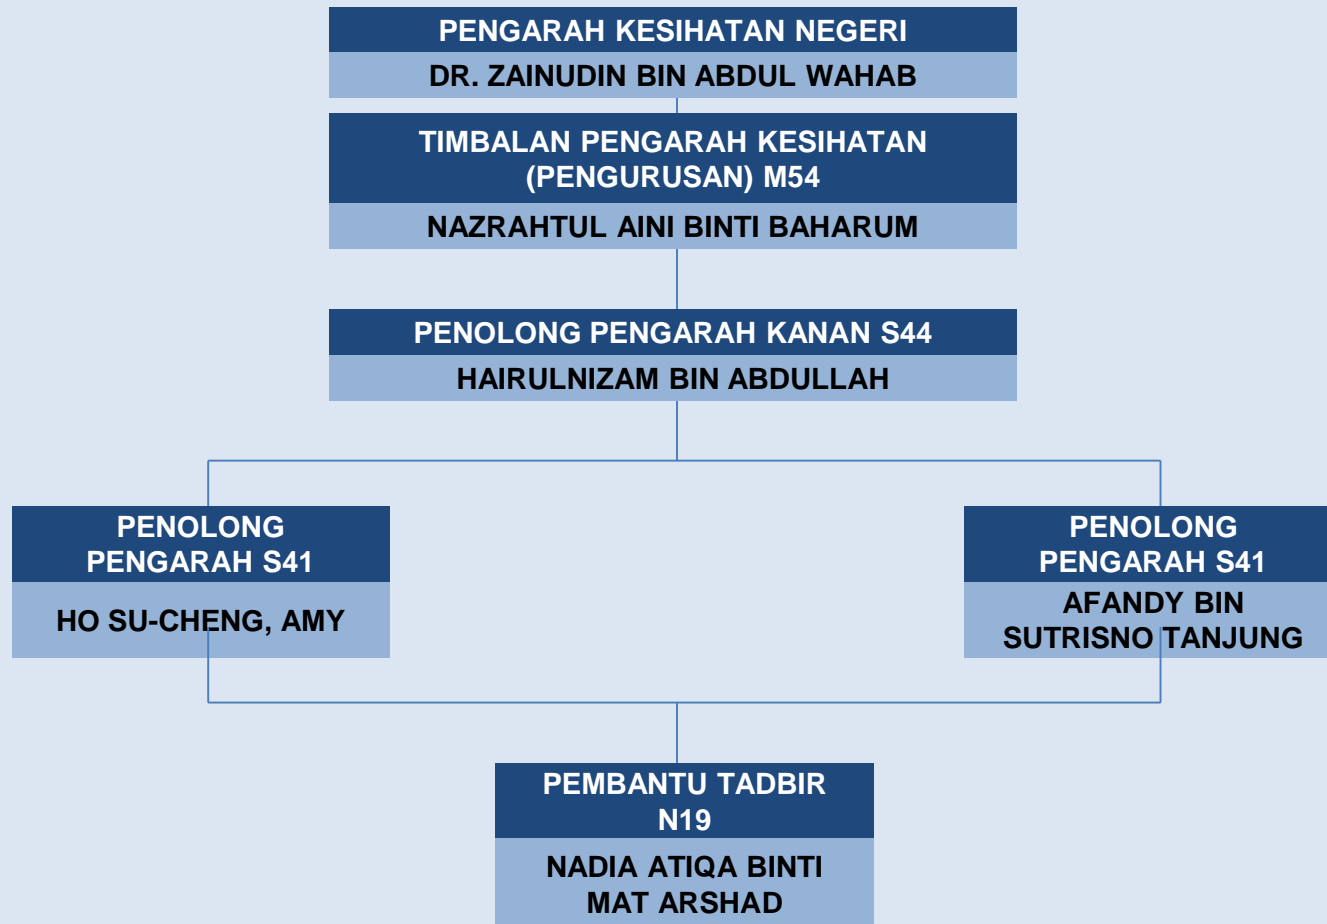 PENGARAH KESIHATAN NEGERI
DR. ZAINUDIN BIN ABDUL WAHAB
TIMBALAN PENGARAH KESIHATAN
(PENGURUSAN) M54
NAZRAHTUL AINI BINTI BAHARUM
PENOLONG PENGARAH KANAN S44
HAIRULNIZAM BIN ABDULLAH
PENOLONG
PENGARAH S41
HO SU-CHENG, AMY
PENOLONG
PENGARAH S41
AFANDY BIN
SUTRISNO TANJUNG
PEMBANTU TADBIR
N19
NADIA ATIQA BINTI
MAT ARSHAD